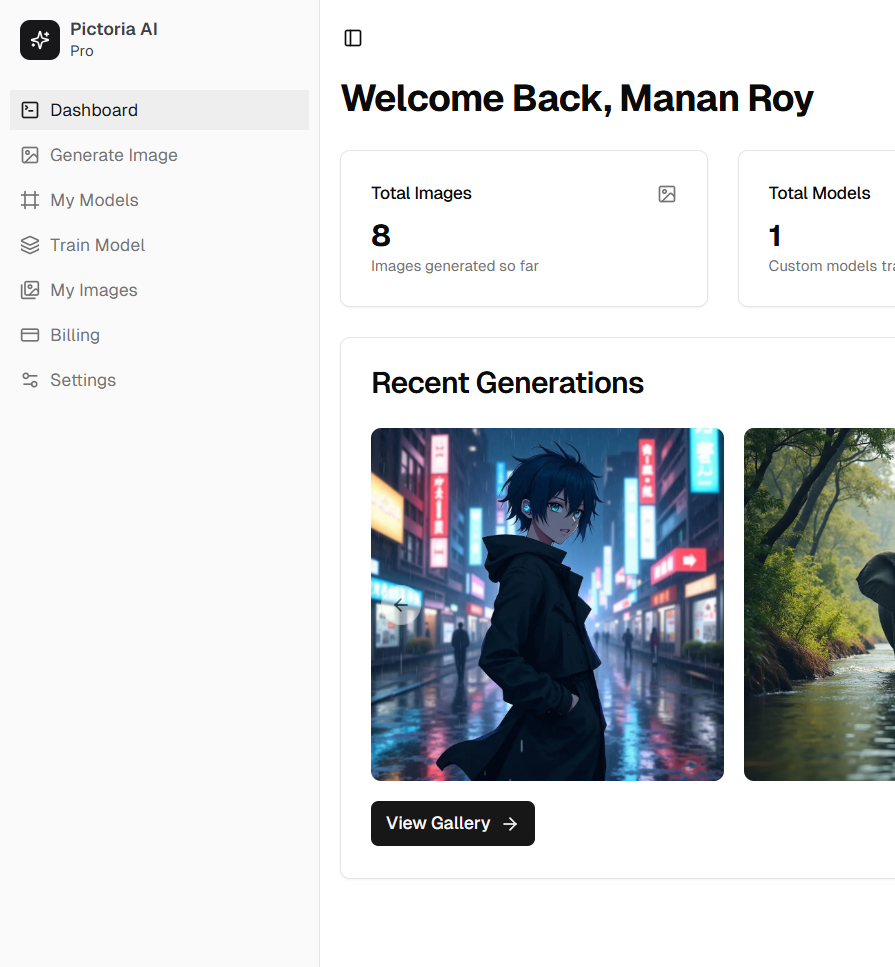 Pictoria AI
Pro
Dashboard
Generate Image
My Models
Train Model
My Images
Billing
Settings
Welcome Back, Manan Roy
Total Images
8
Images generated so far
Total Models
1
Custom models tra
Recent Generations
View Gallery